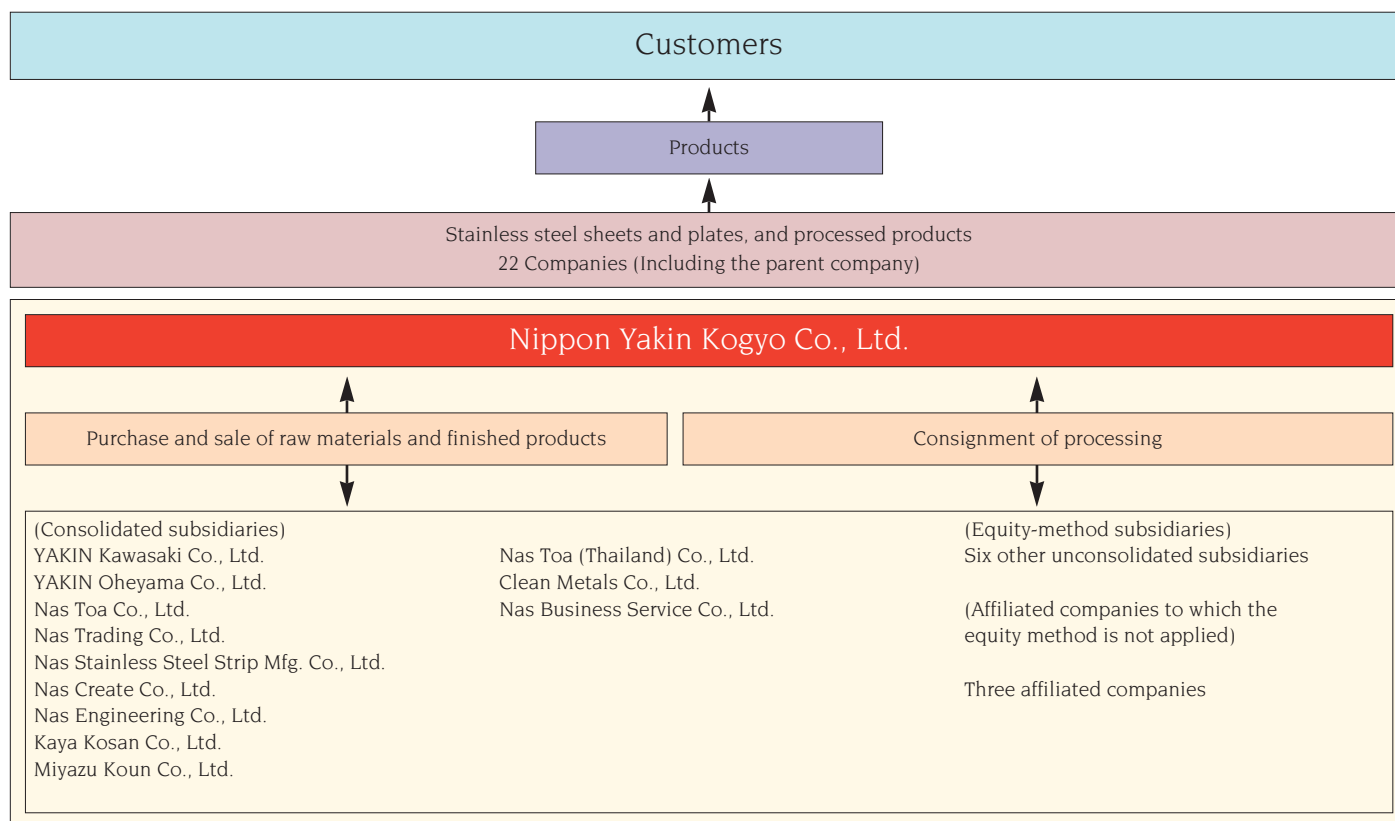 Customers
Products
Stainless steel sheets and plates, and processed products
22 Companies (Including the parent company)
Nippon Yakin Kogyo Co., Ltd.
Purchase and sale of raw materials and finished products
Consignment of processing
(Consolidated subsidiaries)
YAKIN Kawasaki Co., Ltd.
YAKIN Oheyama Co., Ltd.
Nas Toa Co., Ltd.
Nas Trading Co., Ltd.
Nas Stainless Steel Strip Mfg. Co., Ltd.
Nas Create Co., Ltd.
Nas Engineering Co., Ltd.
Kaya Kosan Co., Ltd.
Miyazu Koun Co., Ltd.
Nas Toa (Thailand) Co., Ltd.
Clean Metals Co., Ltd.
Nas Business Service Co., Ltd.
(Equity-method subsidiaries)
Six other unconsolidated subsidiaries
(Affiliated companies to which the
equity method is not applied)
Three affiliated companies